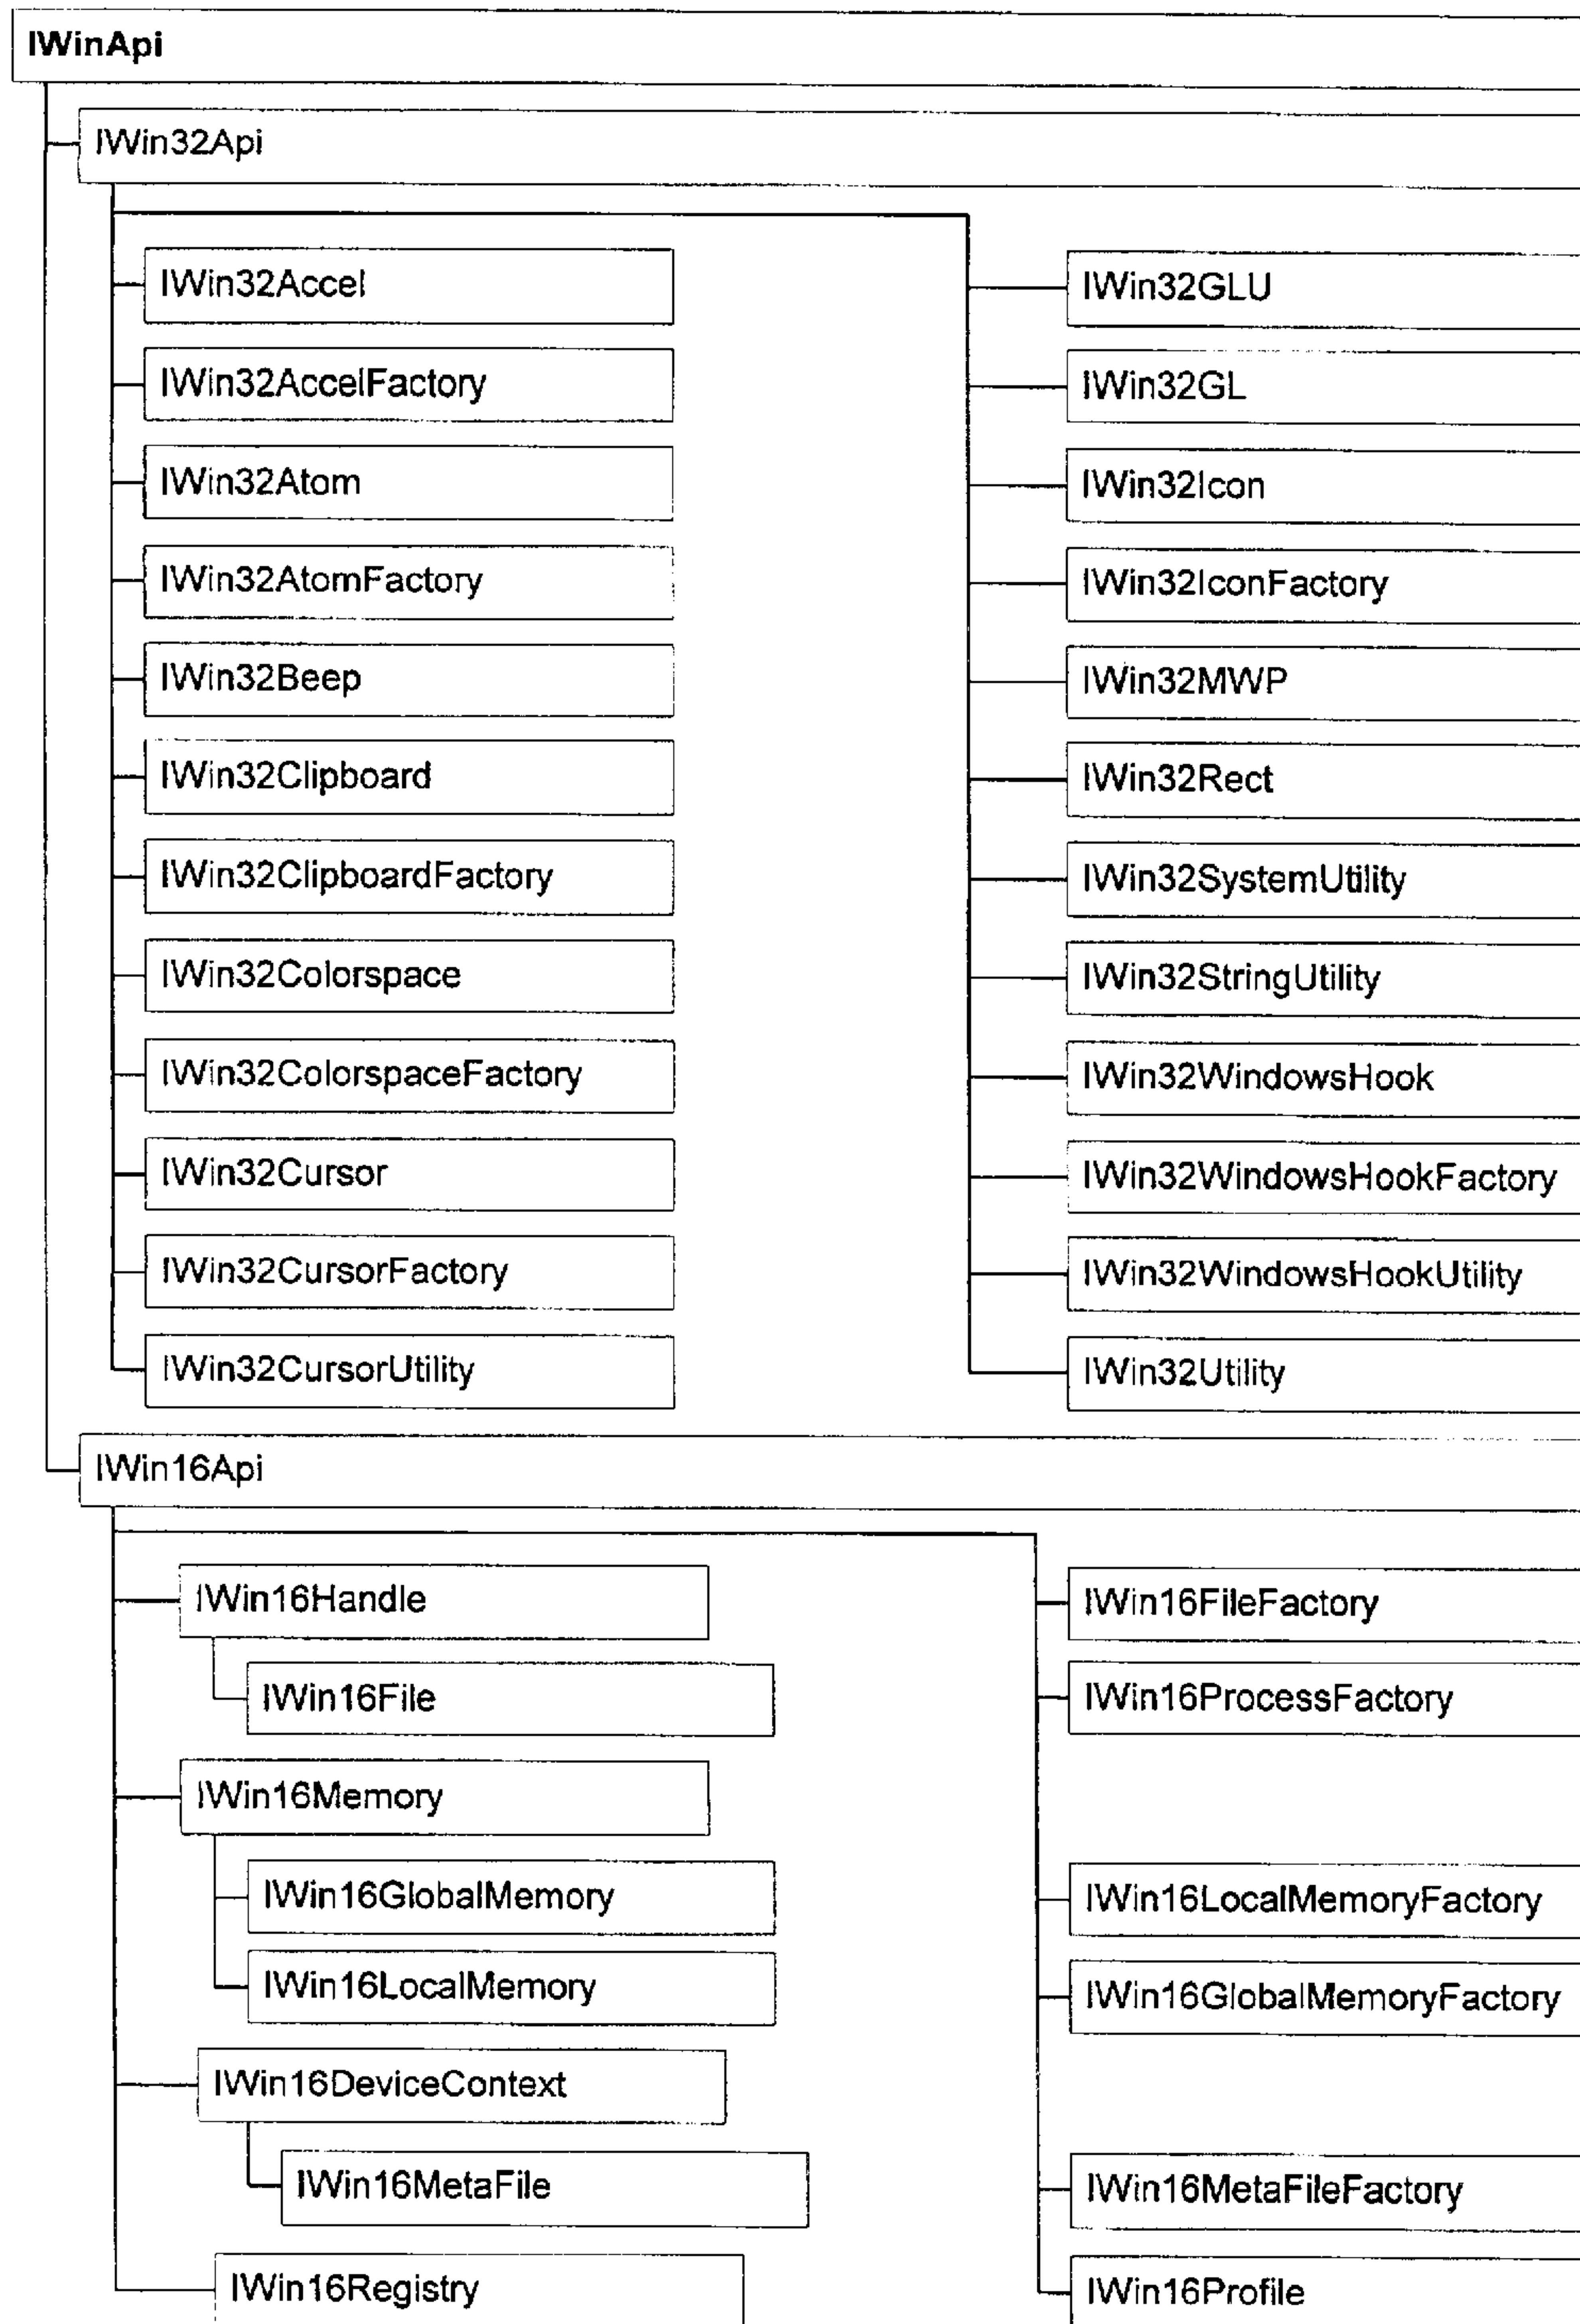 IWinApi
IWin32Api
IWin32Accel
IWin32AccelFactory
IWin32Atom
IWin32AtomFactory
IWin32Beep
IWin32Clipboard
IWin32ClipboardFactory
IWin32Colorspace
IWin32ColorspaceFactory
IWin32Cursor
IWin32CursorFactory
IWin32CursorUtility
IWin32GLU
IWin32GL
IWin32Icon
IWin32IconFactory
IWin32MWP
IWin32Rect
IWin32SystemUtility
IWin32StringUtility
IWin32WindowsHook
IWin32WindowsHookFactory
IWin32WindowsHookUtility
IWin32Utility
IWin16Api
IWin16Handle
IWin16File
IWin16Memory
IWin16GlobalMemory
IWin16LocalMemory
IWin16DeviceContext
IWin16MetaFile
IWin16Registry
IWin16FileFactory
IWin16ProcessFactory
IWin16LocalMemoryFactory
IWin16GlobalMemoryFactory
IWin16MetaFileFactory
IWin16Profile